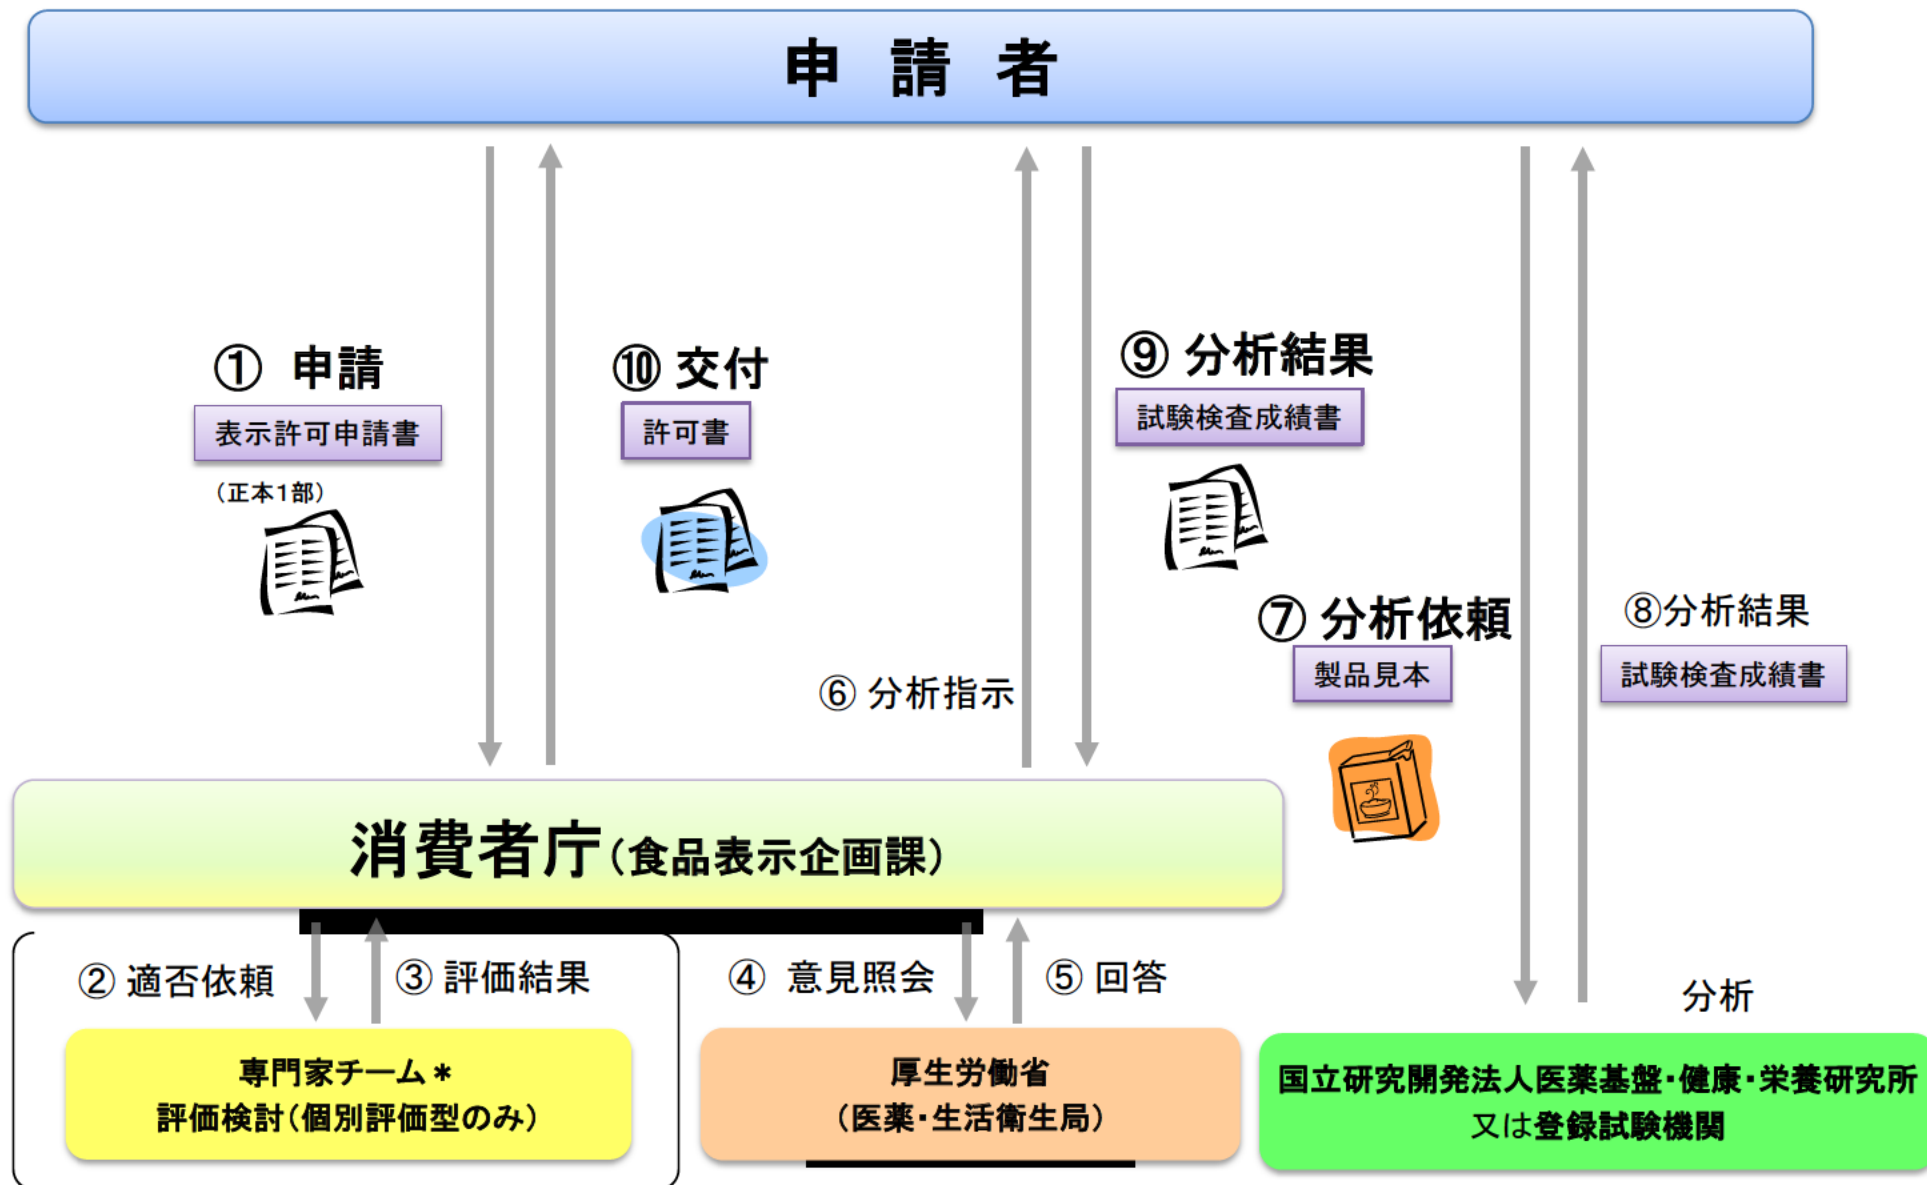 申 請 者
① 申請
表示許可申請書
（正本1部）
⑩ 交付
許可書
⑨ 分析結果
試験検査成績書
⑦ 分析依頼
製品見本
⑧分析結果
試験検査成績書
⑥ 分析指示
消費者庁（食品表示企画課）
② 適否依頼
③ 評価結果
④ 意見照会
⑤ 回答
分析
専門家チーム＊
評価検討（個別評価型のみ）
厚生労働省
（医薬・生活衛生局）
国立研究開発法人医薬基盤・健康・栄養研究所
又は登録試験機関